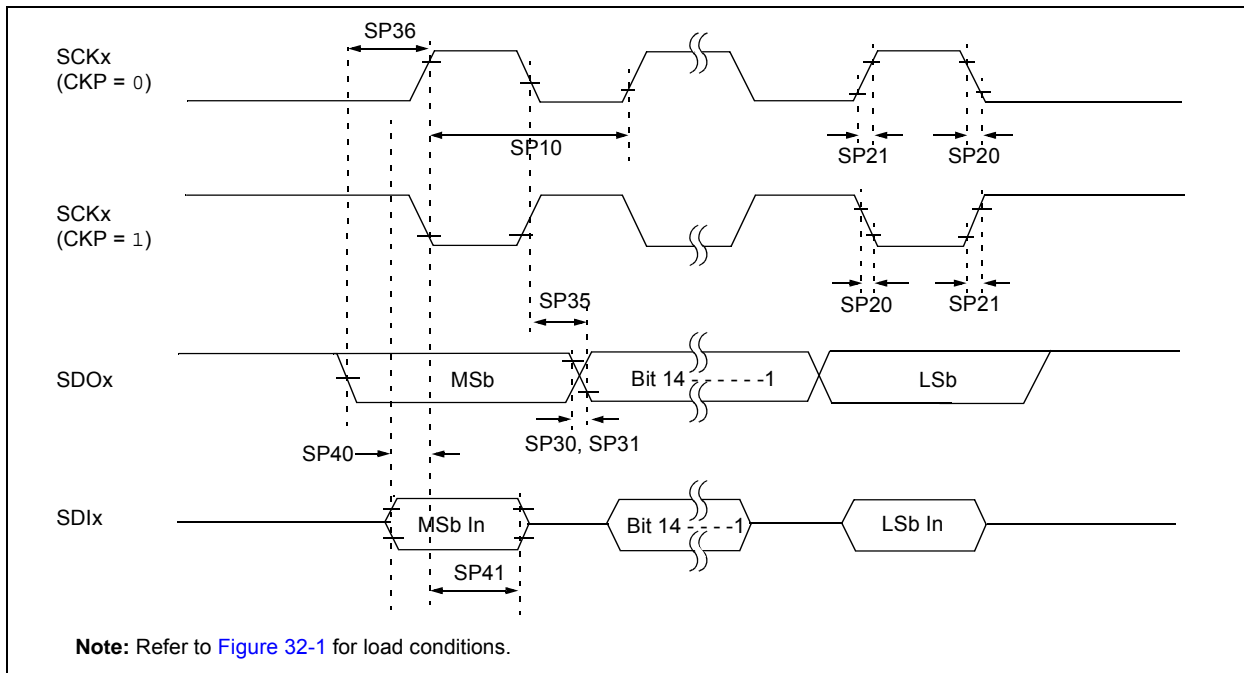 SP36
SCKx
(CKP = 0)
SP10
SP21
SP20
SCKx
(CKP = 1)
SP35
SP20
SP21
SDOx
MSb
Bit 14 - - - - - -1
LSb
SP30, SP31
SP40
SDIx
MSb In
Bit 14 - - - - -1
LSb In
SP41
Note: Refer to Figure 32-1 for load conditions.